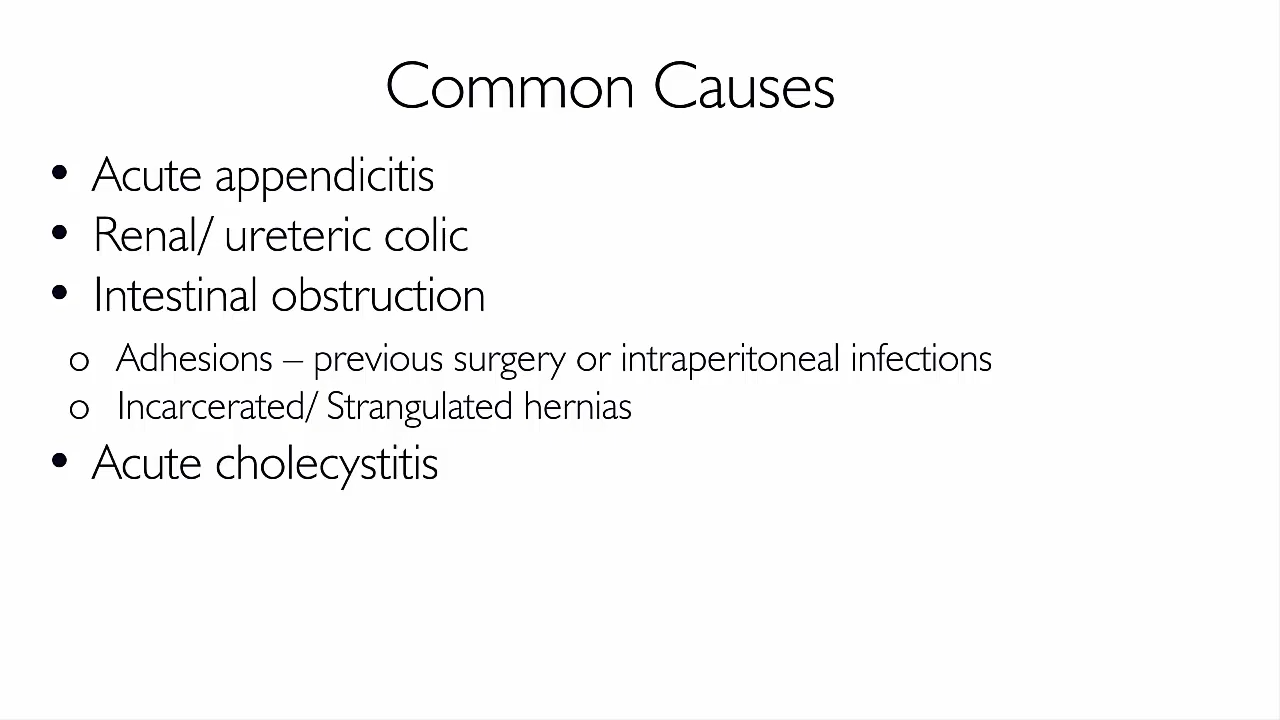 Common Causes
• Acute appendicitis
• Renal/ ureteric colic
• Intestinal obstruction
o Adhesions – previous surgery or intraperitoneal infections
o Incarcerated/ Strangulated hernias
• Acute cholecystitis